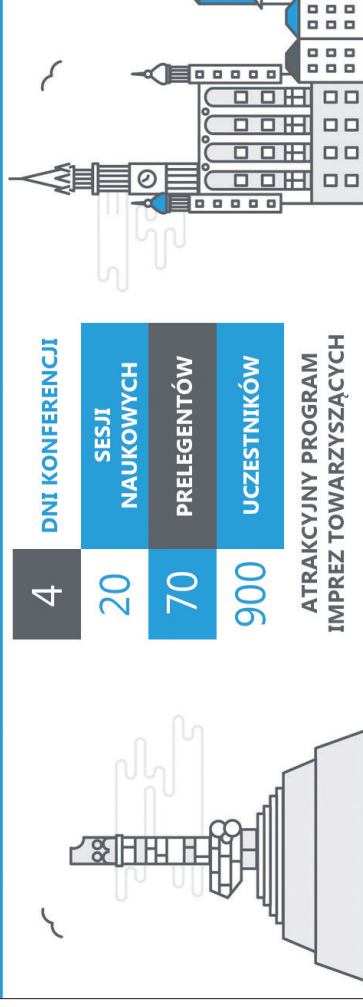 4 DNI KONFERENCJI
20 SESJI
NAUKOWYCH
70 PRELEGENTÓW
900 UCZESTNIKÓW
ATRAKCYJNY PROGRAM
IMPREZ TOWARZYSZĄCYCH